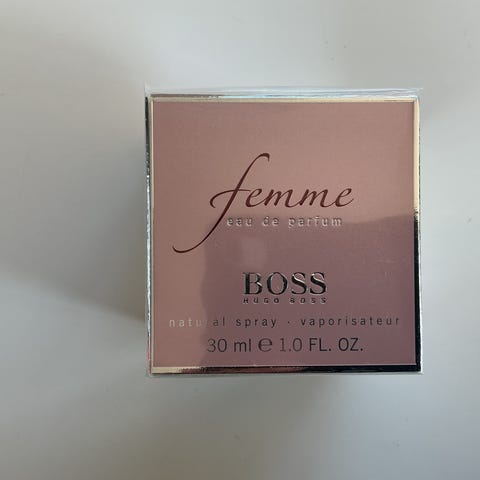 femme
eau de parfum
BOSS
HUGO BOSS
natural spray · vaporisateur
30 ml ℮ 1.0 FL. OZ.